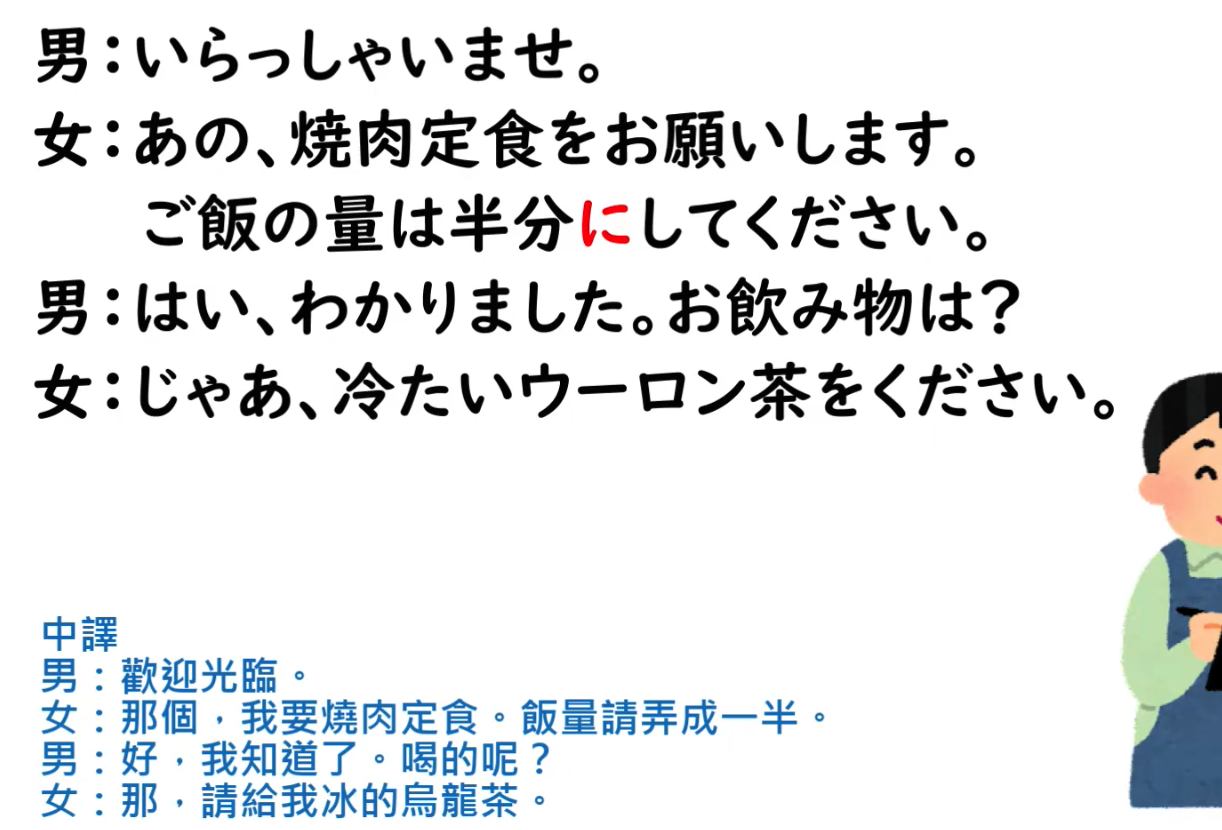 男：いらっしゃいませ。
女：あの、焼肉定食をお願いします。
ご飯の量は半分にしてください。
男：はい、わかりました。お飲み物は？
女：じゃあ、冷たいウーロン茶をください。
中譯
男：歡迎光臨。
女：那個，我要燒肉定食。飯量請弄成一半。
男：好，我知道了。喝的呢？
女：那，請給我冰的烏龍茶。